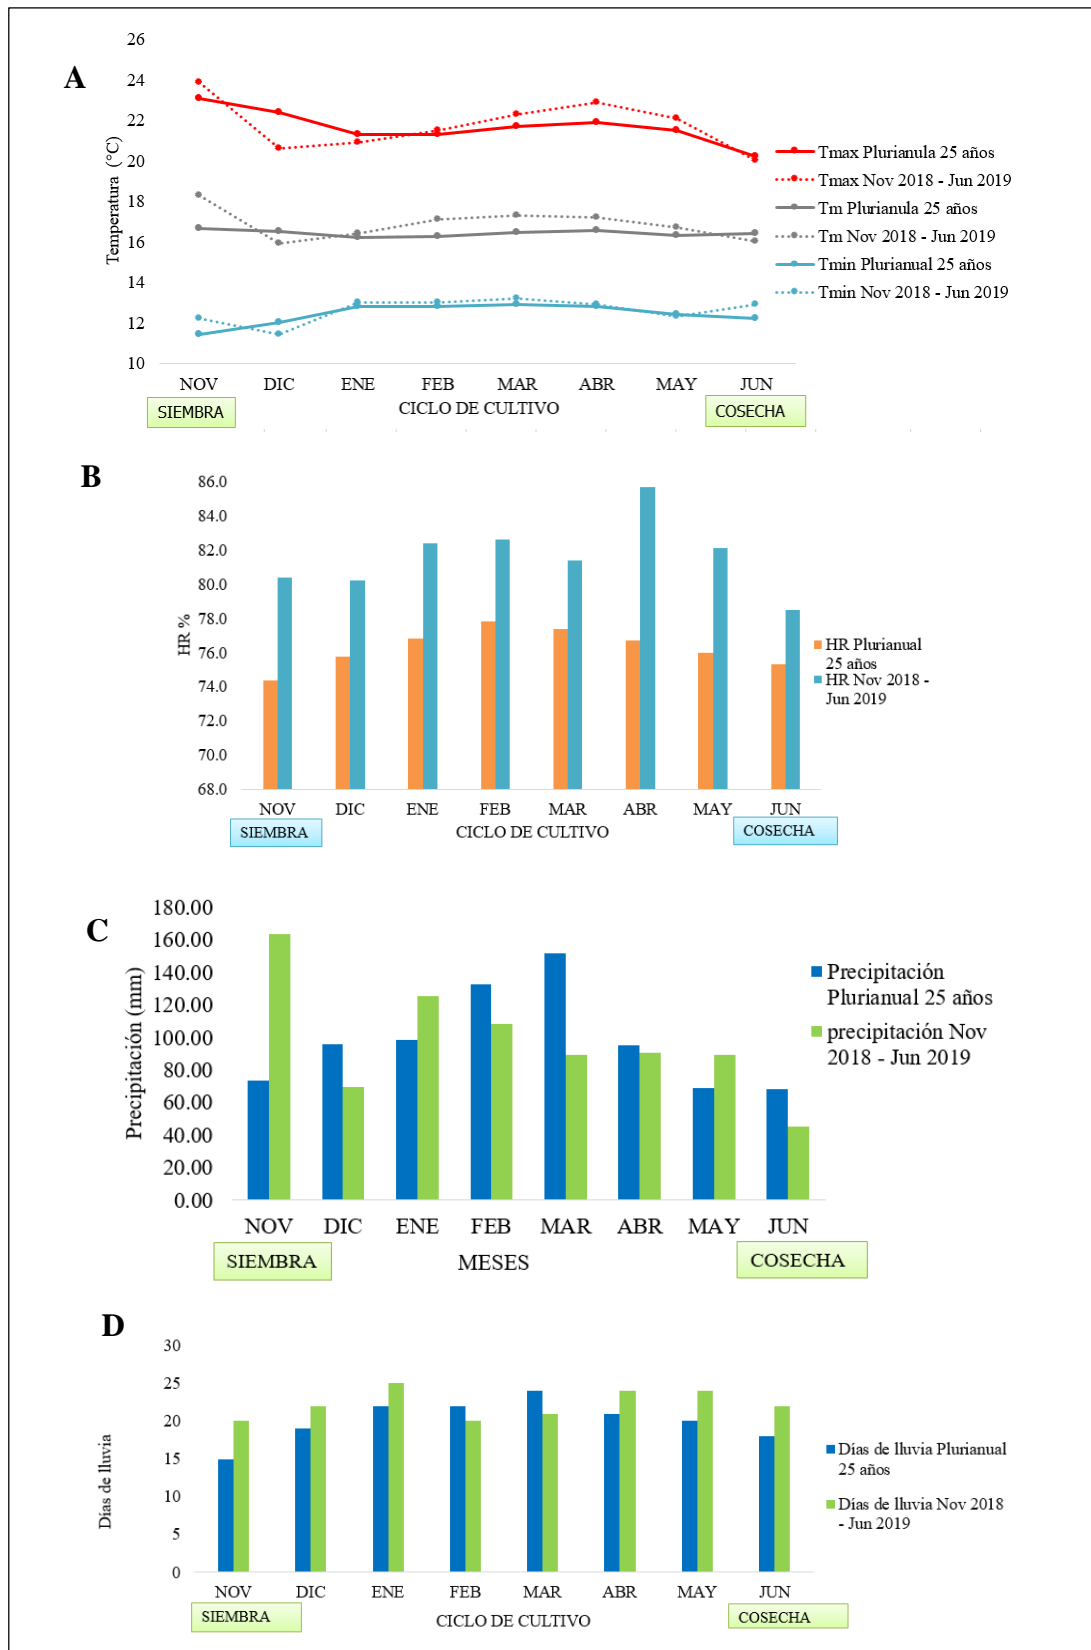 A
26
24
22
20
18
16
14
12
10
Temperatura (°C)
NOV DIC ENE FEB MAR ABR MAY JUN
SIEMBRA
CICLO DE CULTIVO
COSECHA
Tmax Plurianula 25 años
Tmax Nov 2018 - Jun 2019
Tm Plurianula 25 años
Tm Nov 2018 - Jun 2019
Tmin Plurianual 25 años
Tmin Nov 2018 - Jun 2019
B
86.0
84.0
82.0
80.0
78.0
76.0
74.0
72.0
70.0
68.0
HR %
NOV DIC ENE FEB MAR ABR MAY JUN
SIEMBRA
CICLO DE CULTIVO
COSECHA
HR Plurianual
25 años
HR Nov 2018 -
Jun 2019
C
180.00
160.00
140.00
120.00
100.00
80.00
60.00
40.00
20.00
0.00
Precipitación (mm)
NOV DIC ENE FEB MAR ABR MAY JUN
SIEMBRA
MESES
COSECHA
Precipitación
Plurianual 25 años
precipitación Nov
2018 - Jun 2019
D
30
25
20
15
10
5
0
Días de lluvia
NOV DIC ENE FEB MAR ABR MAY JUN
SIEMBRA
CICLO DE CULTIVO
COSECHA
Días de lluvia Plurianual
25 años
Días de lluvia Nov 2018
- Jun 2019